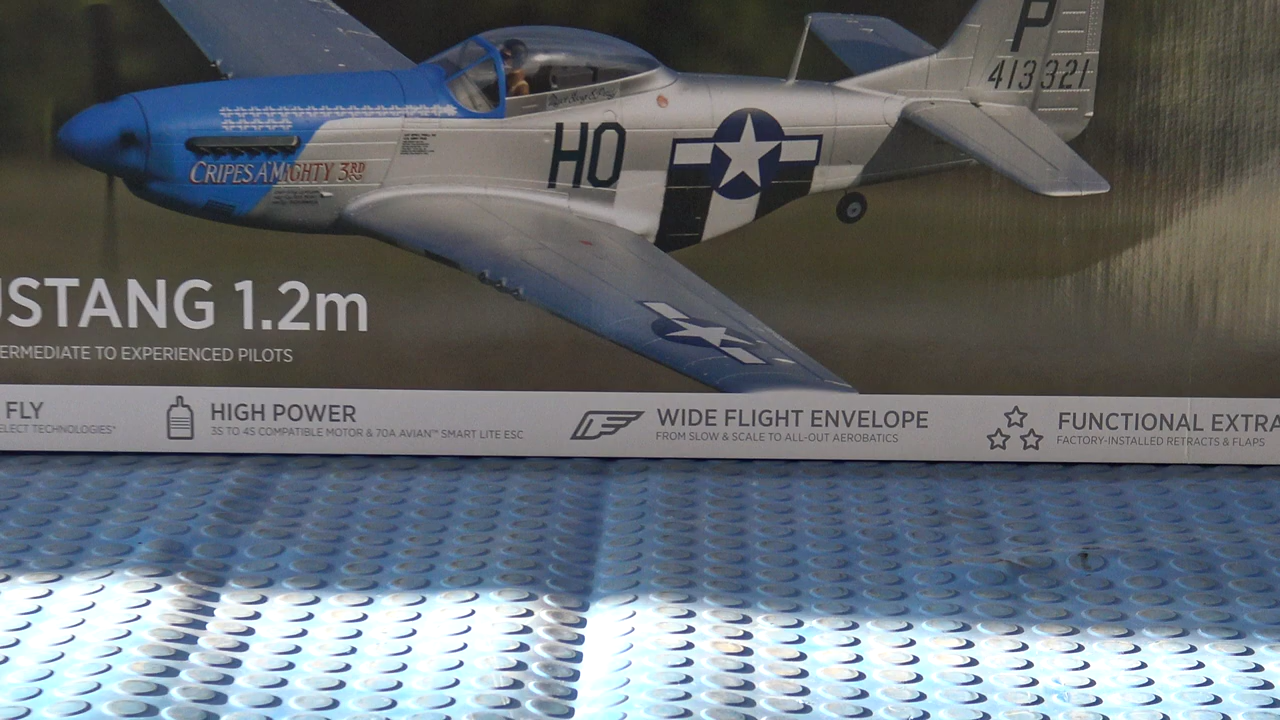 P
413321
HO
CRIPES A'MIGHTY 3RD
USTANG 1.2m
ERMEDIATE TO EXPERIENCED PILOTS
FLY
ELECT TECHNOLOGIES*
HIGH POWER
3S TO 4S COMPATIBLE MOTOR & 70A AVIAN™ SMART LITE ESC
WIDE FLIGHT ENVELOPE
FROM SLOW & SCALE TO ALL-OUT AEROBATICS
FUNCTIONAL EXTRA
FACTORY-INSTALLED RETRACTS & FLAPS